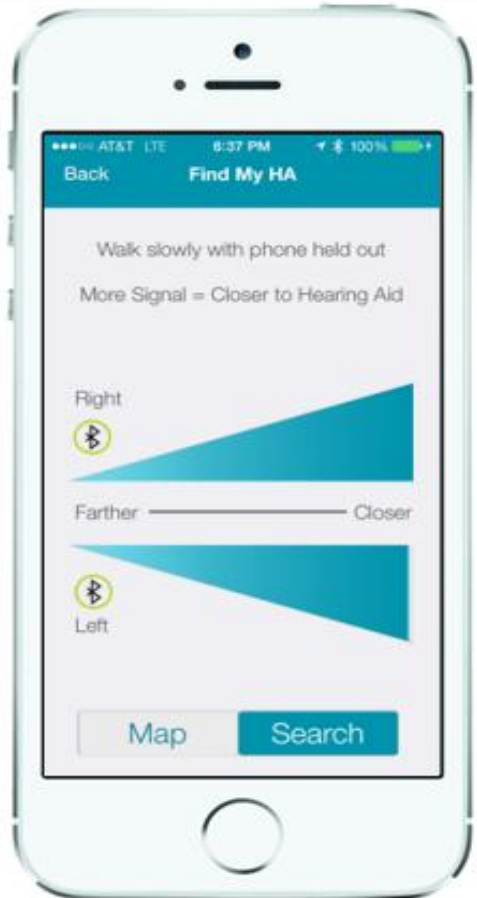 AT&T LTE 6:37 PM 100%
Back Find My HA
Walk slowly with phone held out
More Signal = Closer to Hearing Aid
Right
Farther Closer
Left
Map Search